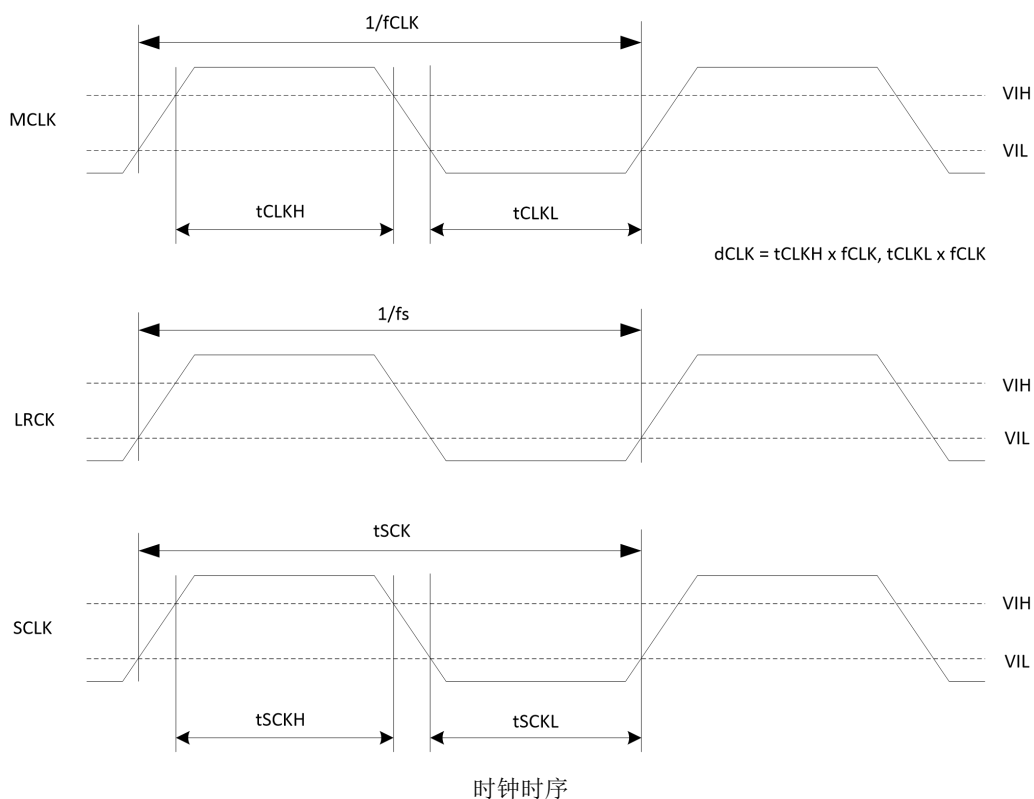 1/fCLK
VIH
MCLK
VIL
tCLKH
tCLKL
dCLK = tCLKH x fCLK, tCLKL x fCLK
1/fs
VIH
LRCK
VIL
tSCK
VIH
SCLK
VIL
tSCKH
tSCKL
时钟时序